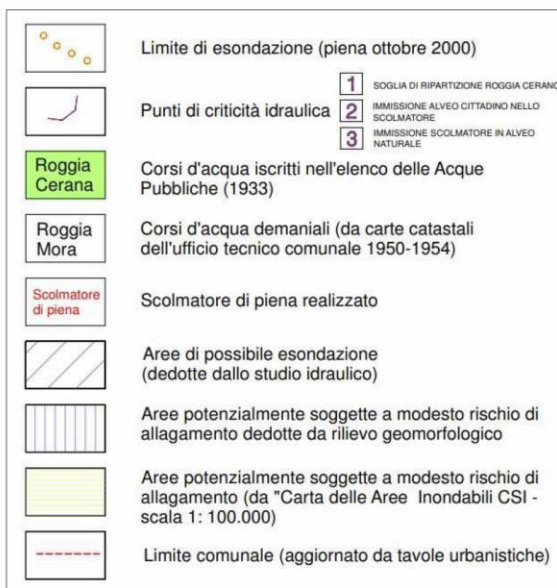 Limite di esondazione (piena ottobre 2000)
Punti di criticità idraulica
1 SOGLIA DI RIPARTIZIONE ROGGIA CERANO
2 IMMISSIONE ALVEO CITTADINO NELLO
SCOLMATORE
3 IMMISSIONE SCOLMATORE IN ALVEO
NATURALE
Roggia
Cerana
Corsi d'acqua iscritti nell'elenco delle Acque
Pubbliche (1933)
Roggia
Mora
Corsi d'acqua demaniali (da carte catastali
dell'ufficio tecnico comunale 1950-1954)
Scolmatore
di piena
Scolmatore di piena realizzato
Aree di possibile esondazione
(dedotte dallo studio idraulico)
Aree potenzialmente soggette a modesto rischio di
allagamento dedotte da rilievo geomorfologico
Aree potenzialmente soggette a modesto rischio di
allagamento (da "Carta delle Aree Inondabili CSI -
scala 1: 100.000)
Limite comunale (aggiornato da tavole urbanistiche)